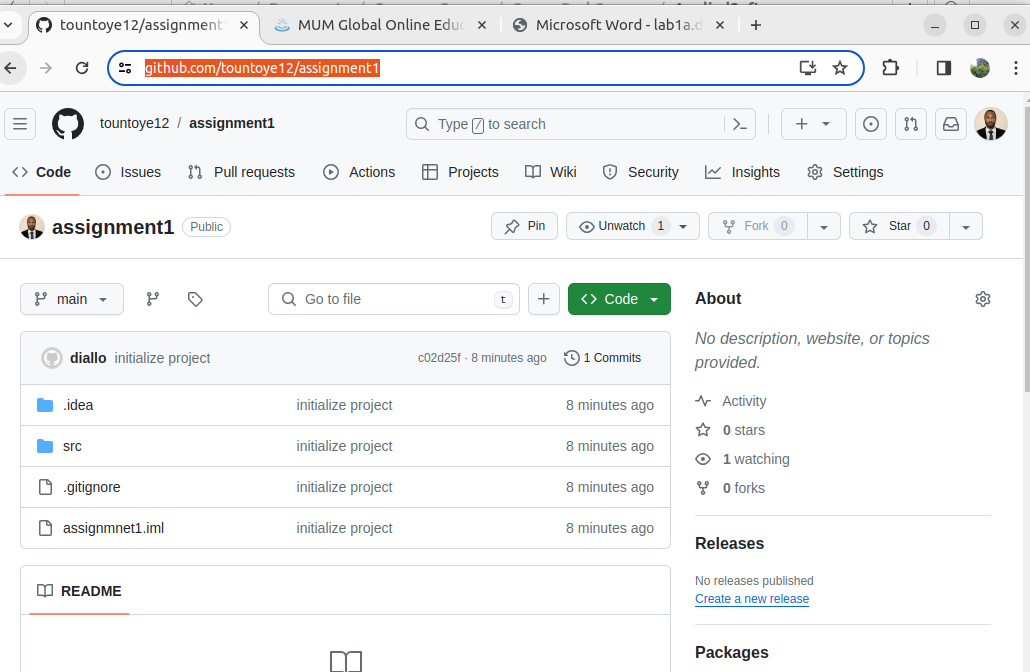 tountoye12/assignment
MUM Global Online Educ
Microsoft Word - lab1a.d
github.com/tountoye12/assignment1
tountoye12 / assignment1
Type / to search
Code Issues Pull requests Actions Projects Wiki Security Insights Settings
assignment1 Public
Pin
Unwatch 1
Fork 0
Star 0
main
Go to file t
Code
diallo initialize project c02d25f · 8 minutes ago 1 Commits
.idea initialize project 8 minutes ago
src initialize project 8 minutes ago
.gitignore initialize project 8 minutes ago
assignmnet1.iml initialize project 8 minutes ago
README
About
No description, website, or topics
provided.
Activity
0 stars
1 watching
0 forks
Releases
No releases published
Create a new release
Packages